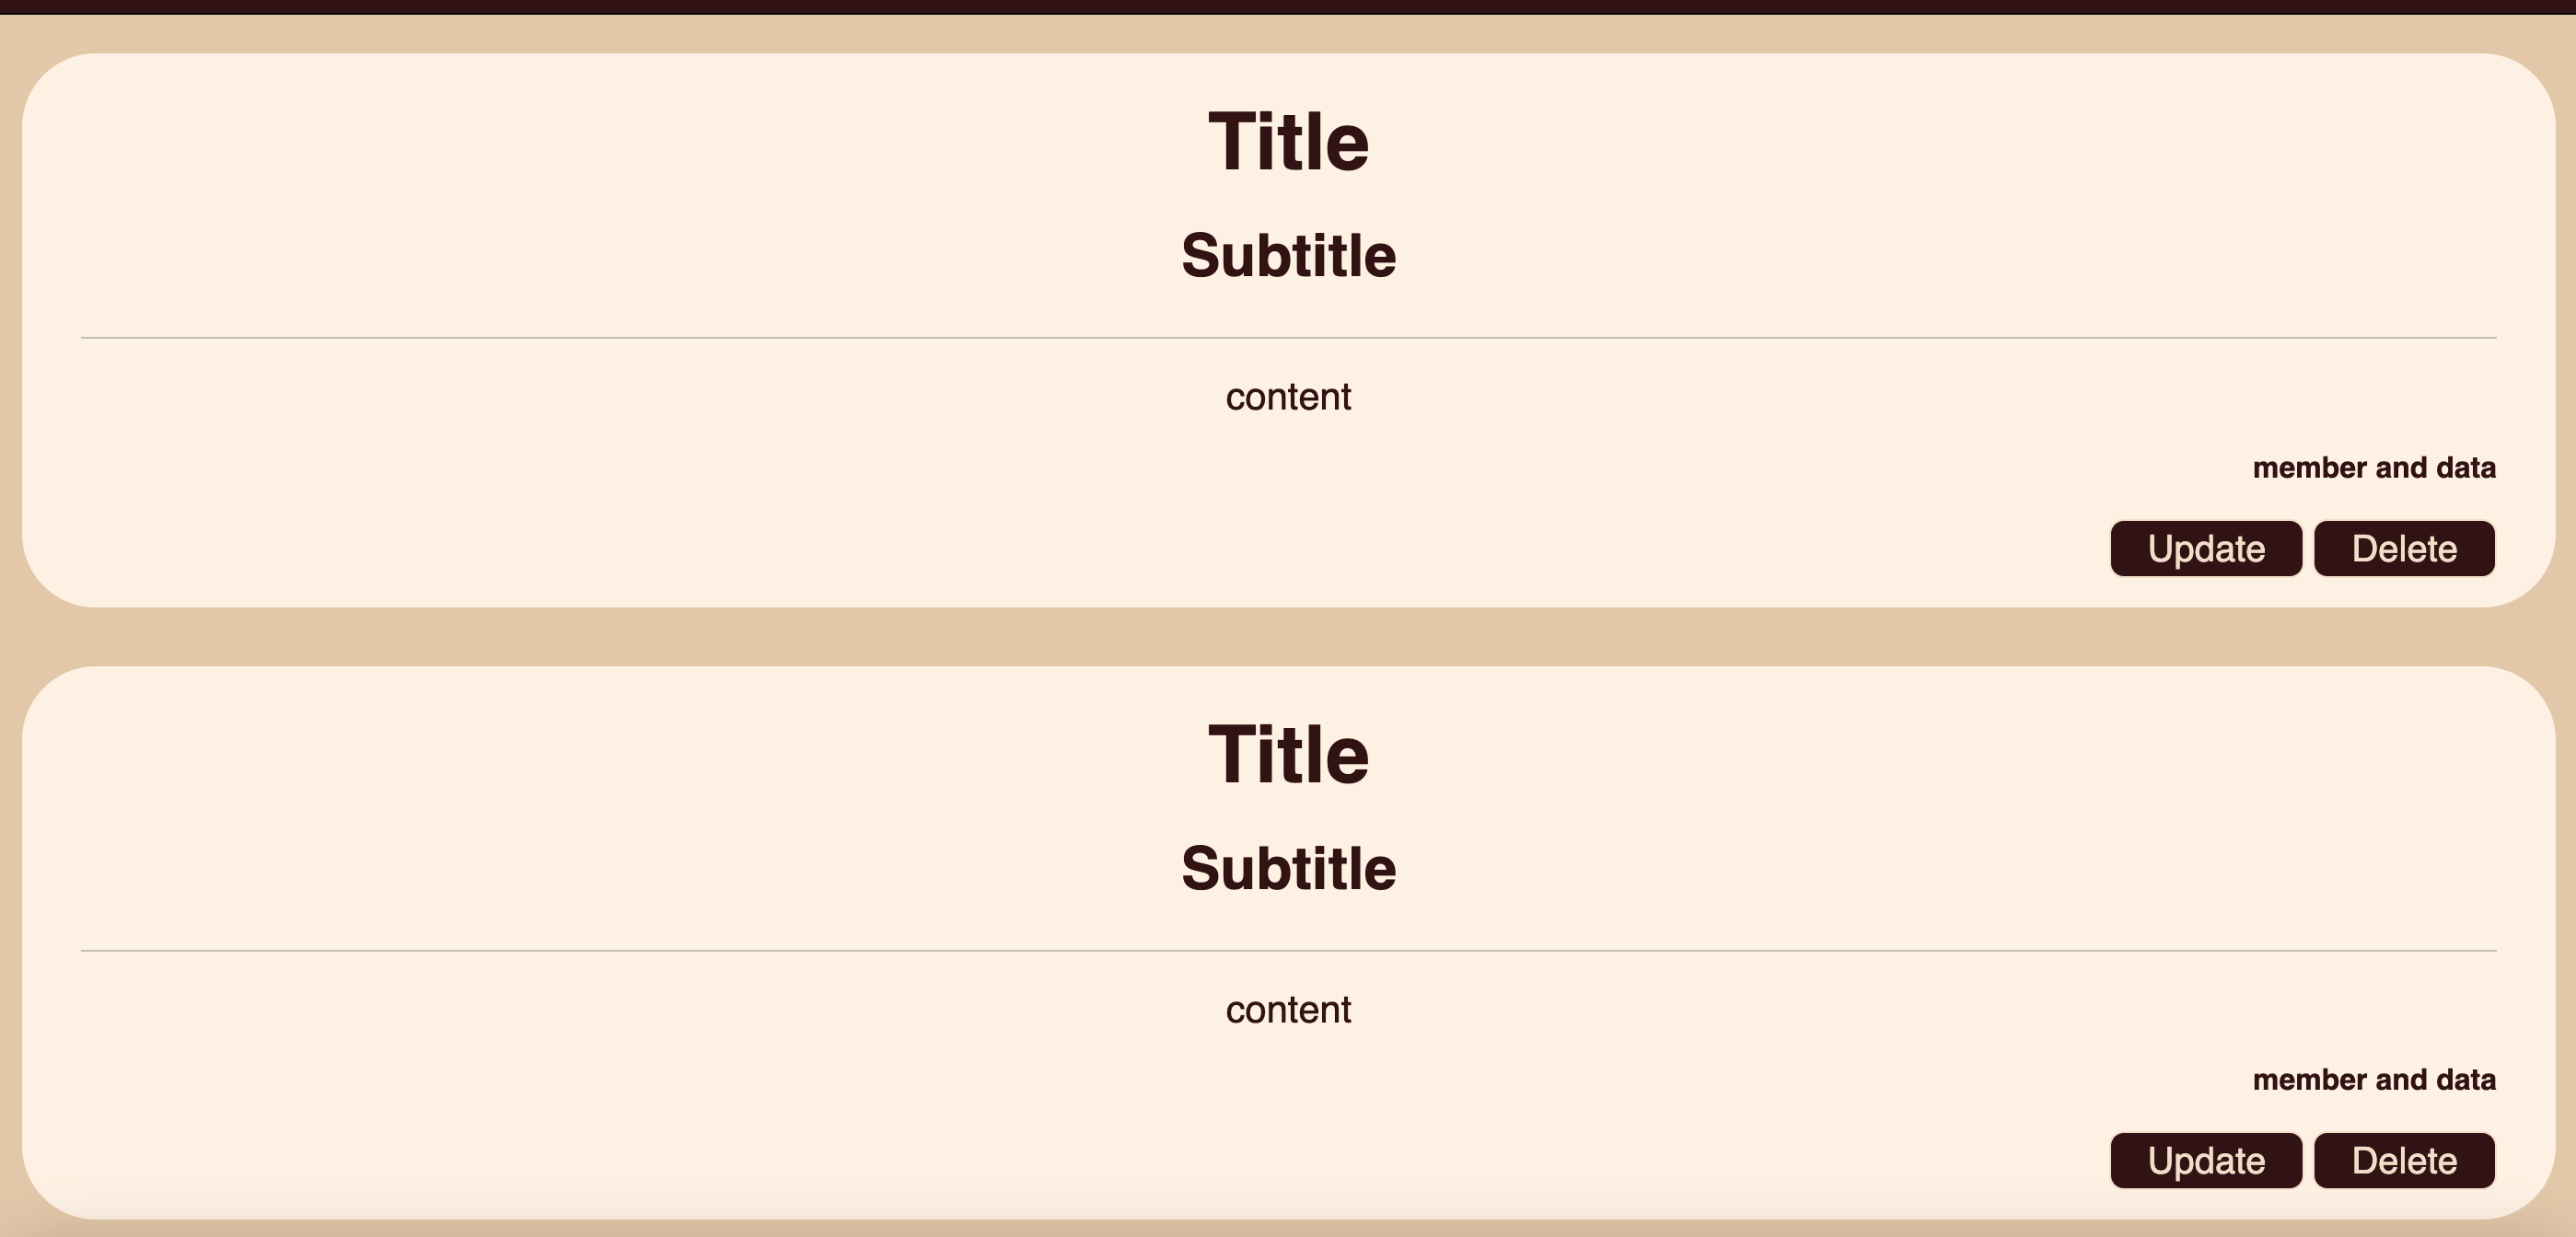 Title
Subtitle
content
member and data
Update Delete
Title
Subtitle
content
member and data
Update Delete